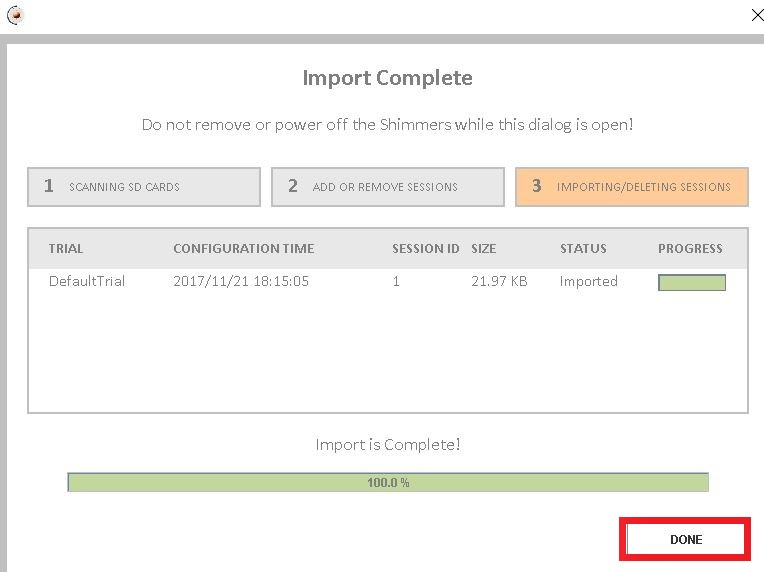 Import Complete
Do not remove or power off the Shimmers while this dialog is open!
1 SCANNING SD CARDS 2 ADD OR REMOVE SESSIONS 3 IMPORTING/DELETING SESSIONS
TRIAL CONFIGURATION TIME SESSION ID SIZE STATUS PROGRESS
DefaultTrial 2017/11/21 18:15:05 1 21.97 KB Imported
Import is Complete!
100.0 %
DONE